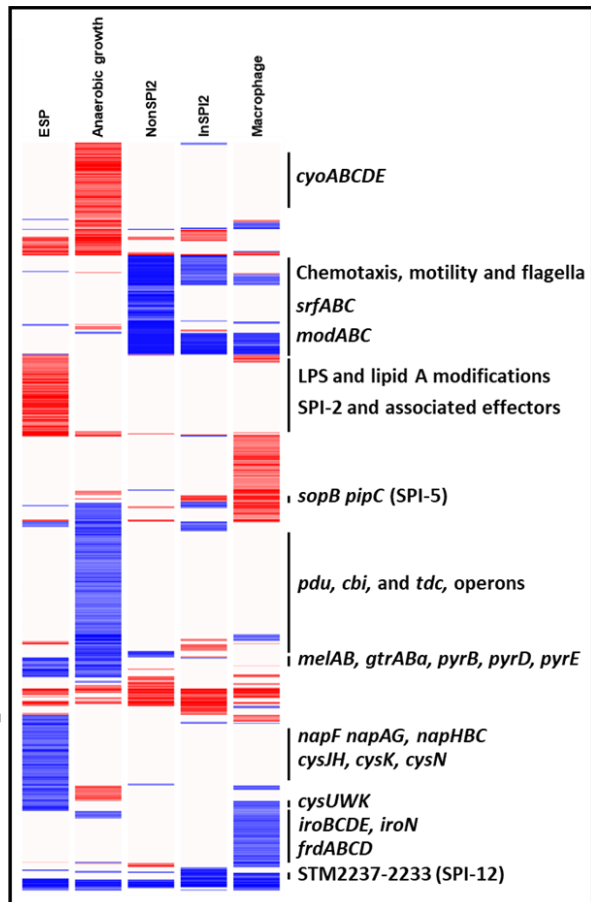 ESP
Anaerobic growth
NonSPI2
InSPI2
Macrophage
cyoABCDE
Chemotaxis, motility and flagella
srfABC
modABC
LPS and lipid A modifications
SPI-2 and associated effectors
sopB pipC (SPI-5)
pdu, cbi, and tdc, operons
melAB, gtrABa, pyrB, pyrD, pyrE
napF napAG, napHBC
cysJH, cysK, cysN
cysUWK
iroBCDE, iroN
frdABCD
STM2237-2233 (SPI-12)